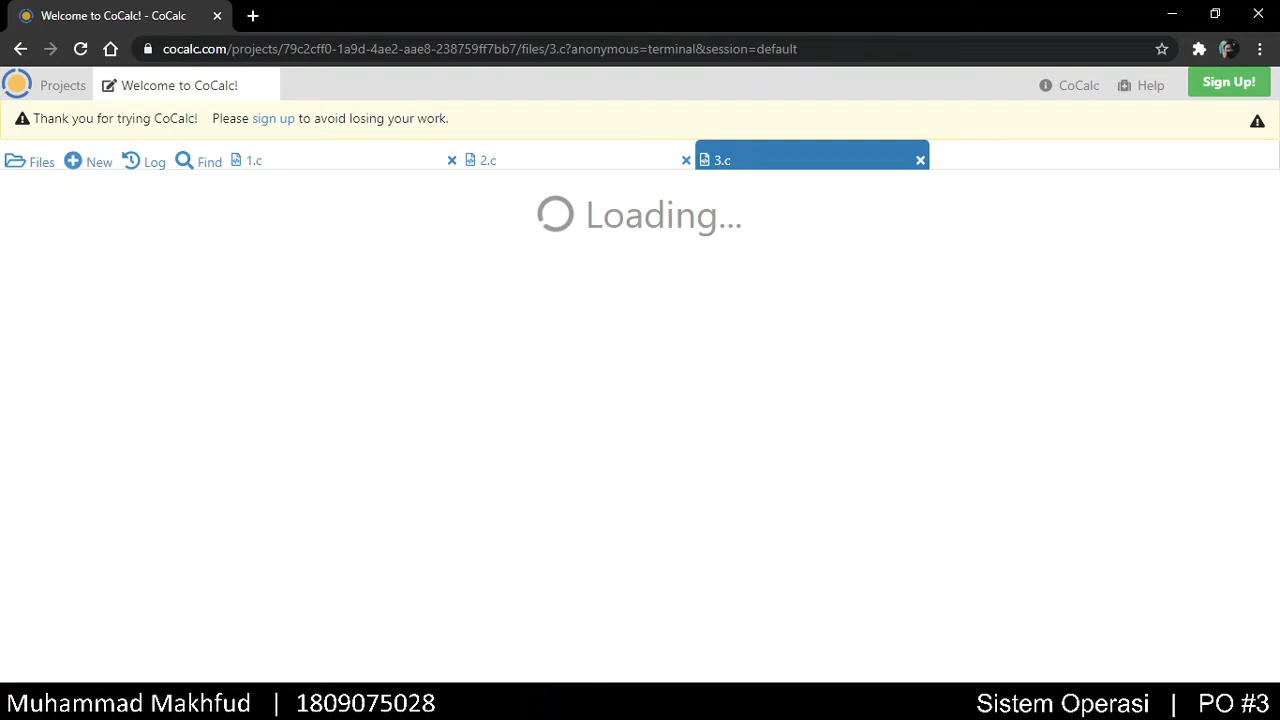 Welcome to CoCalc! - CoCalc
cocalc.com/projects/79c2cff0-1a9d-4ae2-aae8-238759ff7bb7/files/3.c?anonymous=terminal&session=default
Projects Welcome to CoCalc! CoCalc Help Sign Up!
Thank you for trying CoCalc! Please sign up to avoid losing your work.
Files New Log Find 1.c 2.c 3.c
Loading...
Muhammad Makhfud | 1809075028 Sistem Operasi | PO #3